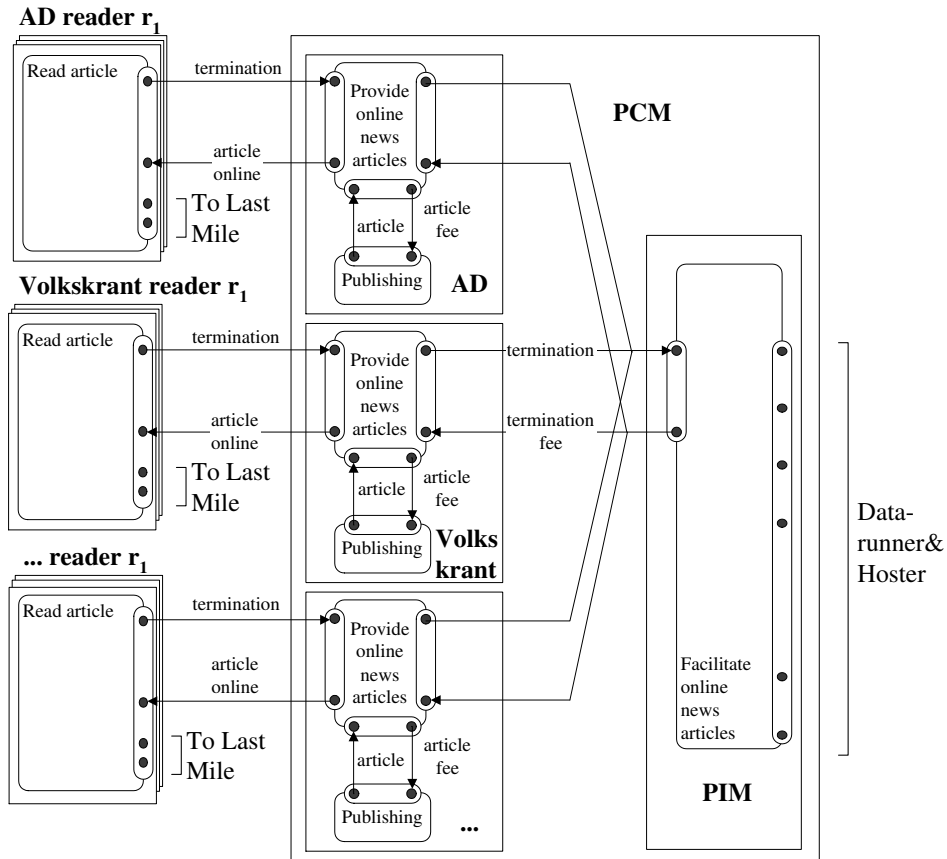 AD reader r1
Read article
termination
article
online
To Last
Mile
Provide
online
news
articles
article
article
fee
Publishing
AD
PCM
Volkskrant reader r1
Read article
termination
article
online
To Last
Mile
Provide
online
news
articles
article
article
fee
Publishing
Volks
krant
termination
termination
fee
... reader r1
Read article
termination
article
online
To Last
Mile
Provide
online
news
articles
article
article
fee
Publishing
...
Facilitate
online
news
articles
PIM
Data-
runner&
Hoster